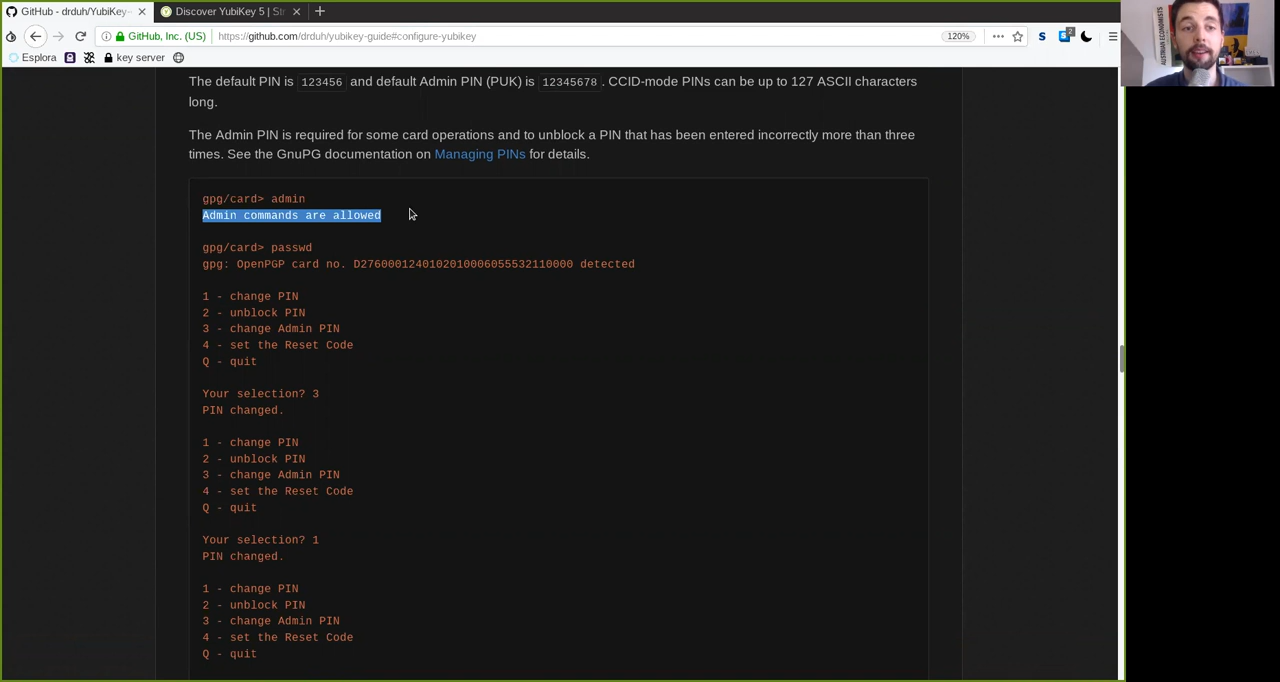 GitHub - drduh/YubiKey-
Discover YubiKey 5 | Str
GitHub, Inc. (US)
https://github.com/drduh/yubikey-guide#configure-yubikey
120%
S
2
Esplora
key server
AUSTRIAN ECONOMISTS
The default PIN is 123456 and default Admin PIN (PUK) is 12345678. CCID-mode PINs can be up to 127 ASCII characters
long.
The Admin PIN is required for some card operations and to unblock a PIN that has been entered incorrectly more than three
times. See the GnuPG documentation on Managing PINs for details.
gpg/card> admin
Admin commands are allowed
gpg/card> passwd
gpg: OpenPGP card no. D2760001240102010006055532110000 detected
1 - change PIN
2 - unblock PIN
3 - change Admin PIN
4 - set the Reset Code
Q - quit
Your selection? 3
PIN changed.
1 - change PIN
2 - unblock PIN
3 - change Admin PIN
4 - set the Reset Code
Q - quit
Your selection? 1
PIN changed.
1 - change PIN
2 - unblock PIN
3 - change Admin PIN
4 - set the Reset Code
Q - quit